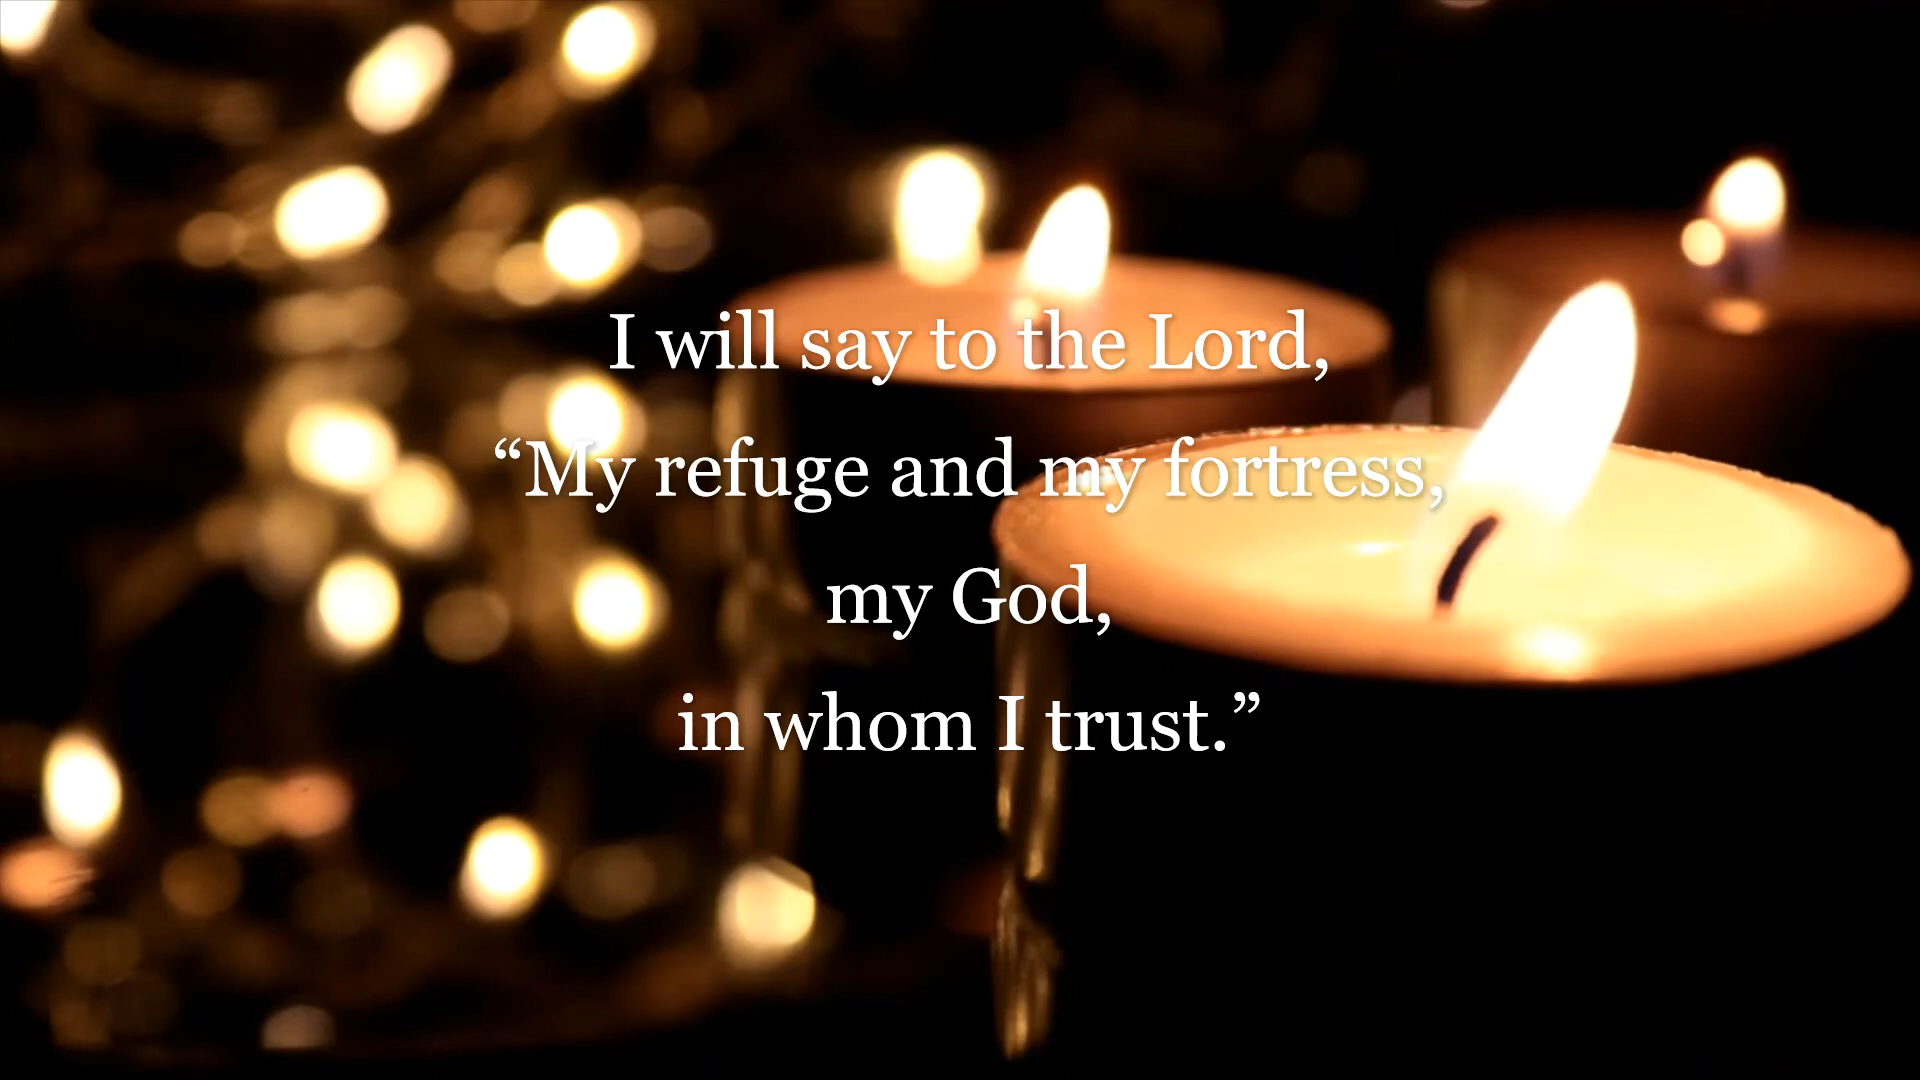 I will say to the Lord,
“My refuge and my fortress,
my God,
in whom I trust.”